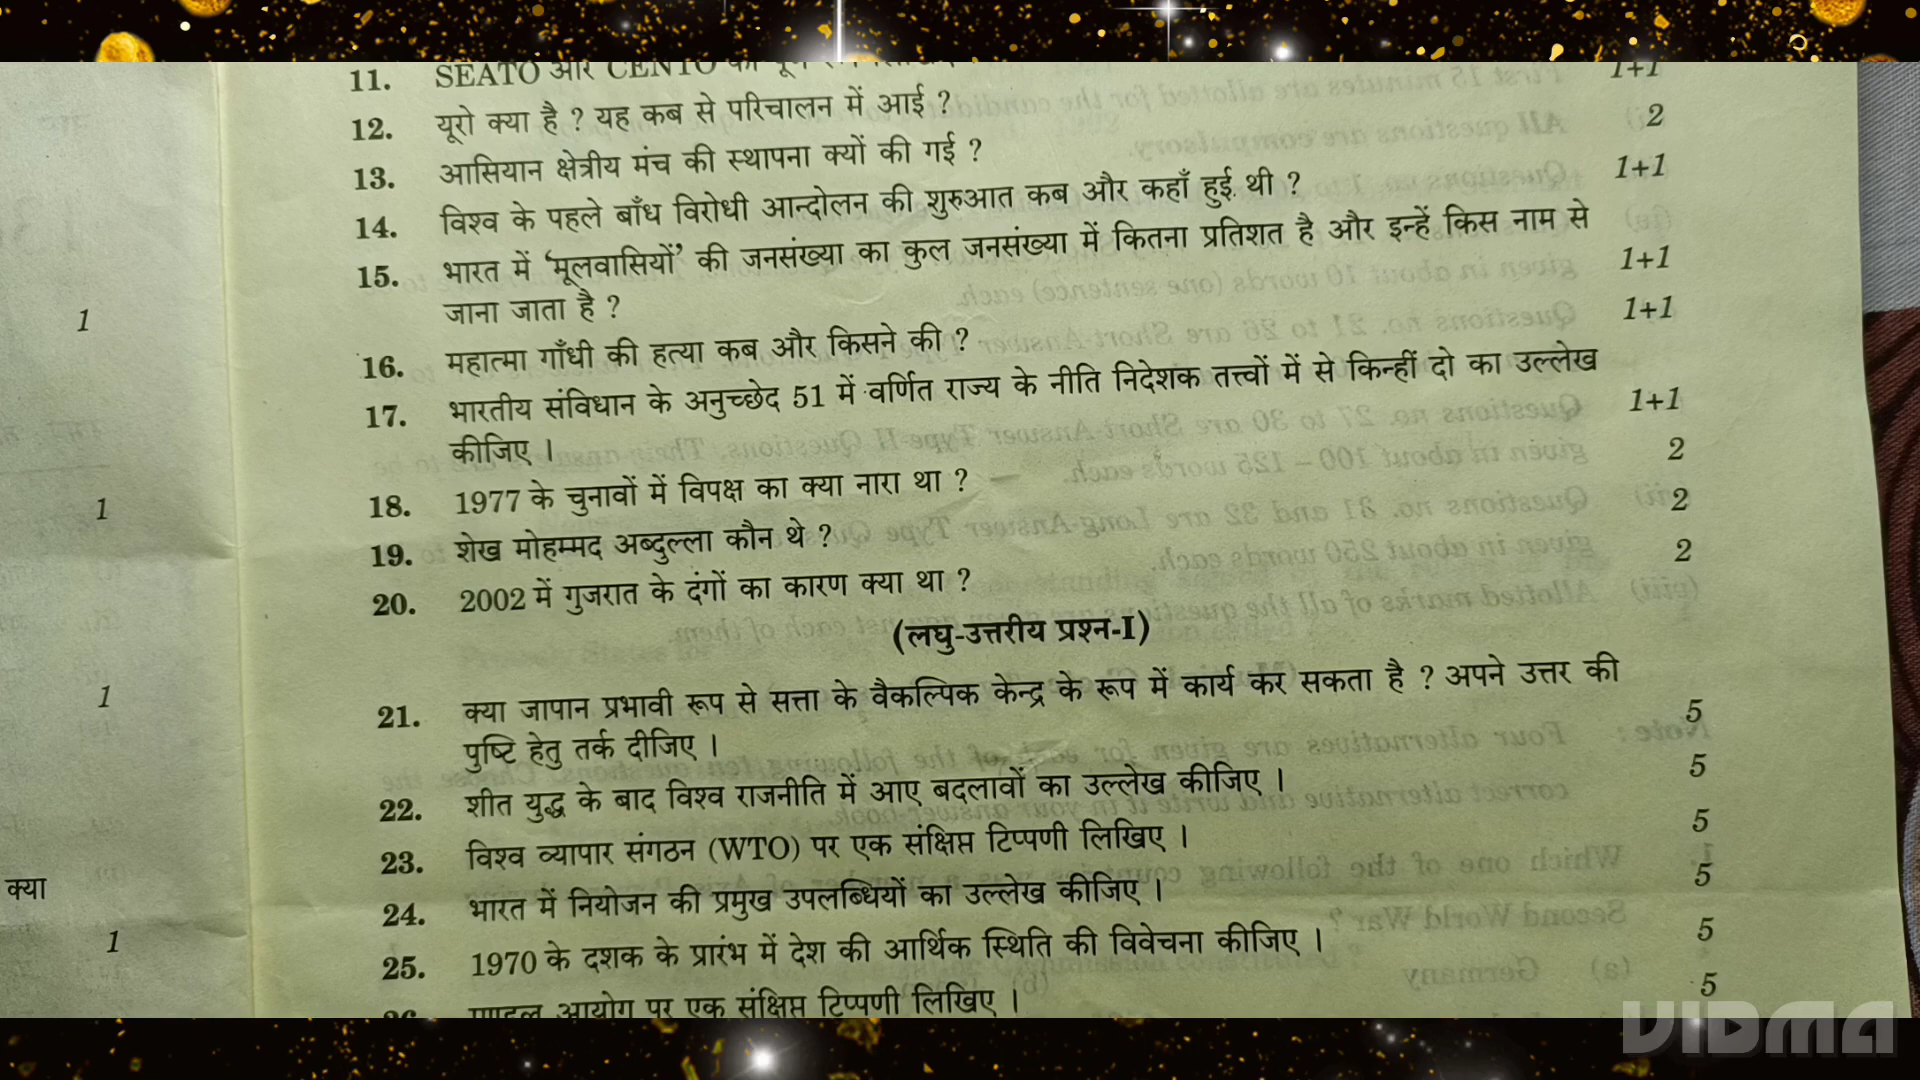 11. SEATO और CENTO का पूरा
1+1
12. यूरो क्या है ? यह कब से परिचालन में आई ?
2
13. आसियान क्षेत्रीय मंच की स्थापना क्यों की गई ?
1+1
14. विश्व के पहले बाँध विरोधी आन्दोलन की शुरुआत कब और कहाँ हुई थी ?
15. भारत में ‘मूलवासियों’ की जनसंख्या का कुल जनसंख्या में कितना प्रतिशत है और इन्हें किस नाम से
जाना जाता है ?
1+1
16. महात्मा गाँधी की हत्या कब और किसने की ?
1+1
17. भारतीय संविधान के अनुच्छेद 51 में वर्णित राज्य के नीति निदेशक तत्त्वों में से किन्हीं दो का उल्लेख
कीजिए ।
1+1
18. 1977 के चुनावों में विपक्ष का क्या नारा था ?
2
19. शेख मोहम्मद अब्दुल्ला कौन थे ?
2
20. 2002 में गुजरात के दंगों का कारण क्या था ?
2
(लघु-उत्तरीय प्रश्न-I)
21. क्या जापान प्रभावी रूप से सत्ता के वैकल्पिक केन्द्र के रूप में कार्य कर सकता है ? अपने उत्तर की
पुष्टि हेतु तर्क दीजिए ।
5
22. शीत युद्ध के बाद विश्व राजनीति में आए बदलावों का उल्लेख कीजिए ।
5
23. विश्व व्यापार संगठन (WTO) पर एक संक्षिप्त टिप्पणी लिखिए ।
5
24. भारत में नियोजन की प्रमुख उपलब्धियों का उल्लेख कीजिए ।
5
25. 1970 के दशक के प्रारंभ में देश की आर्थिक स्थिति की विवेचना कीजिए ।
5
26. मण्डल आयोग पर एक संक्षिप्त टिप्पणी लिखिए ।
5
1
1
1
क्या
1
VIDMA